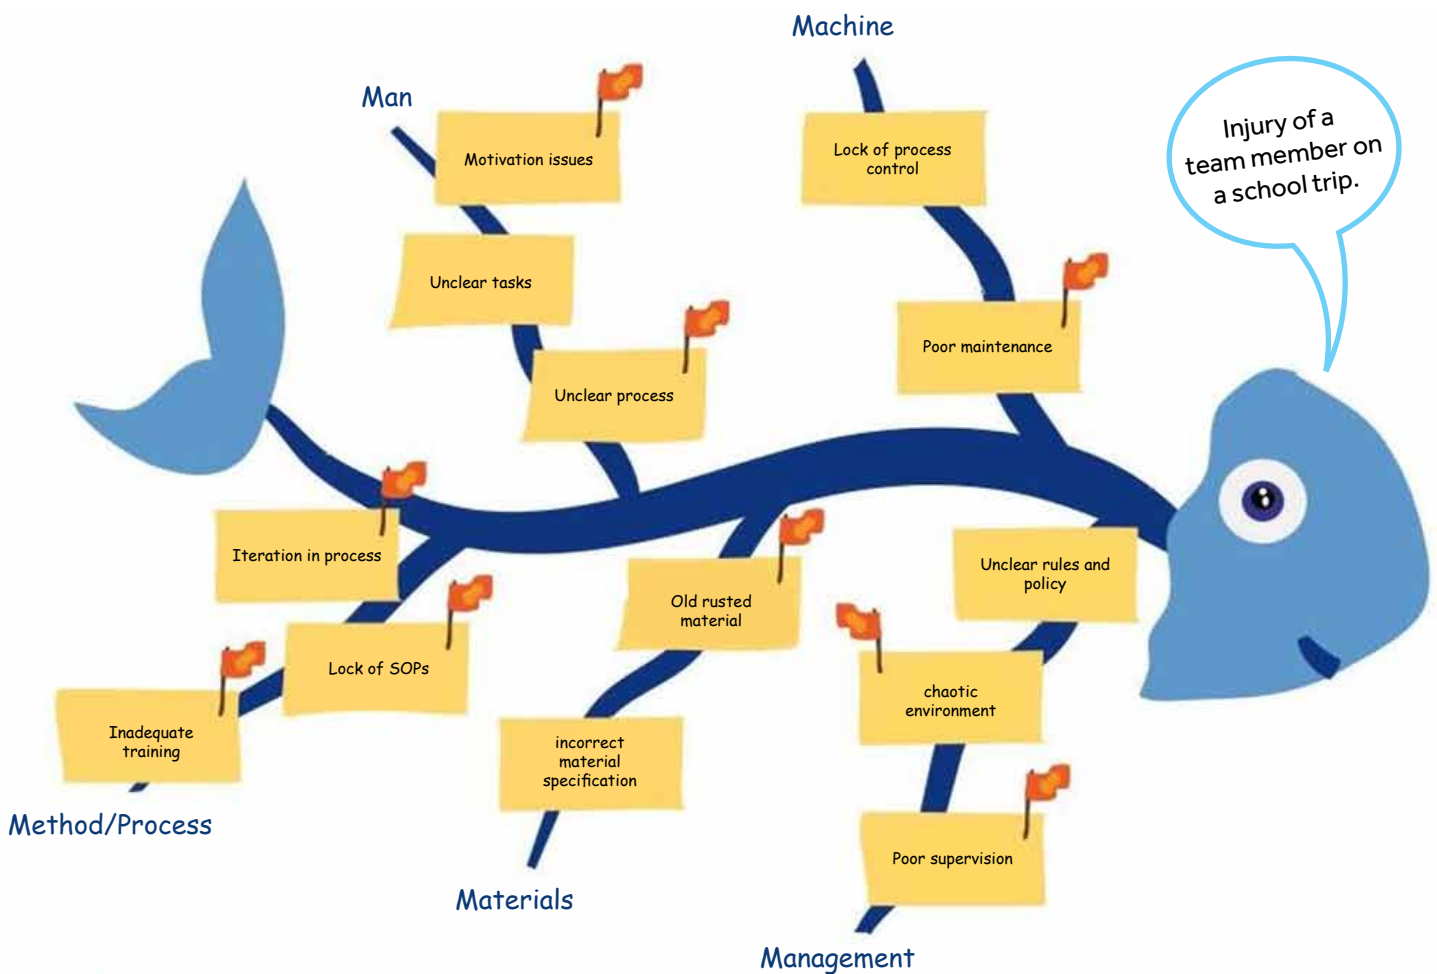 Machine
Man
Motivation issues
Lock of process
control
Injury of a
team member on
a school trip.
Unclear tasks
Poor maintenance
Unclear process
Iteration in process
Old rusted
material
Unclear rules and
policy
Lock of SOPs
chaotic
environment
Inadequate
training
incorrect
material
specification
Method/Process
Poor supervision
Materials
Management